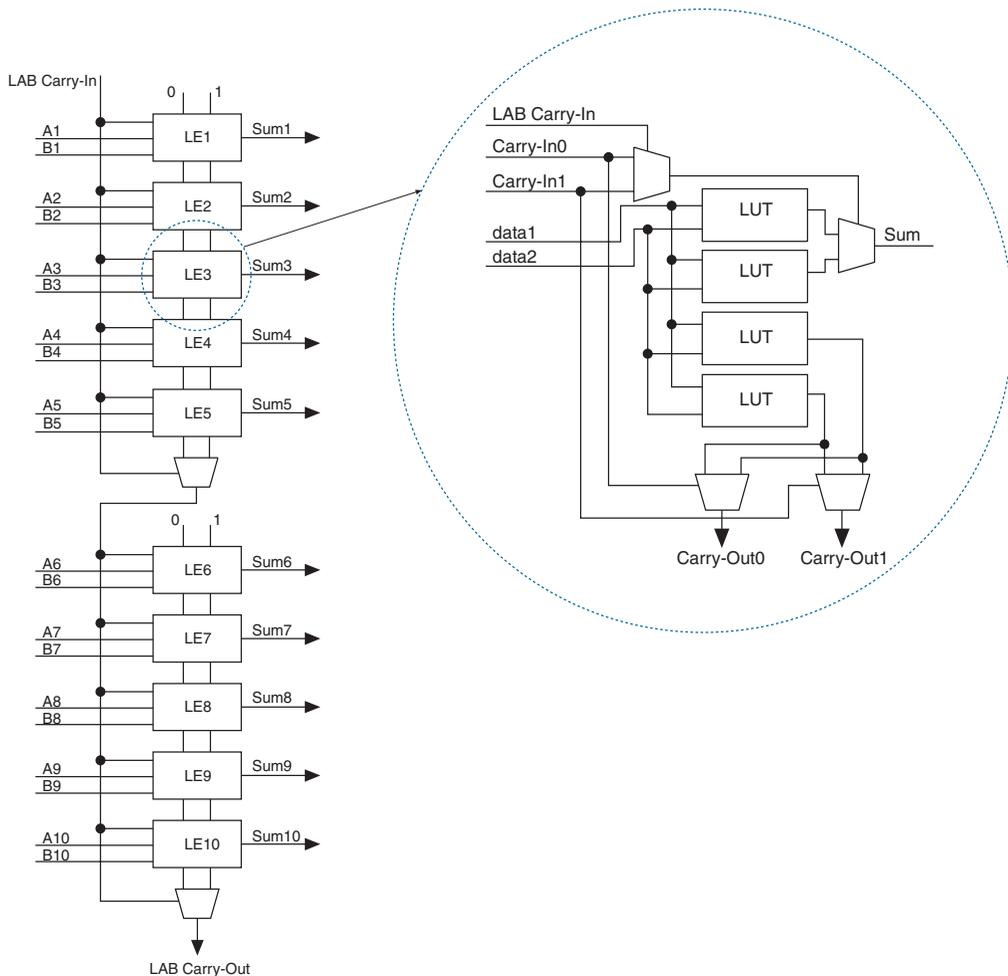 LAB Carry-In
0 1
A1
B1
LE1
Sum1
A2
B2
LE2
Sum2
A3
B3
LE3
Sum3
A4
B4
LE4
Sum4
A5
B5
LE5
Sum5
0 1
A6
B6
LE6
Sum6
A7
B7
LE7
Sum7
A8
B8
LE8
Sum8
A9
B9
LE9
Sum9
A10
B10
LE10
Sum10
LAB Carry-Out
LAB Carry-In
Carry-In0
Carry-In1
data1
data2
LUT
LUT
LUT
LUT
Sum
Carry-Out0
Carry-Out1